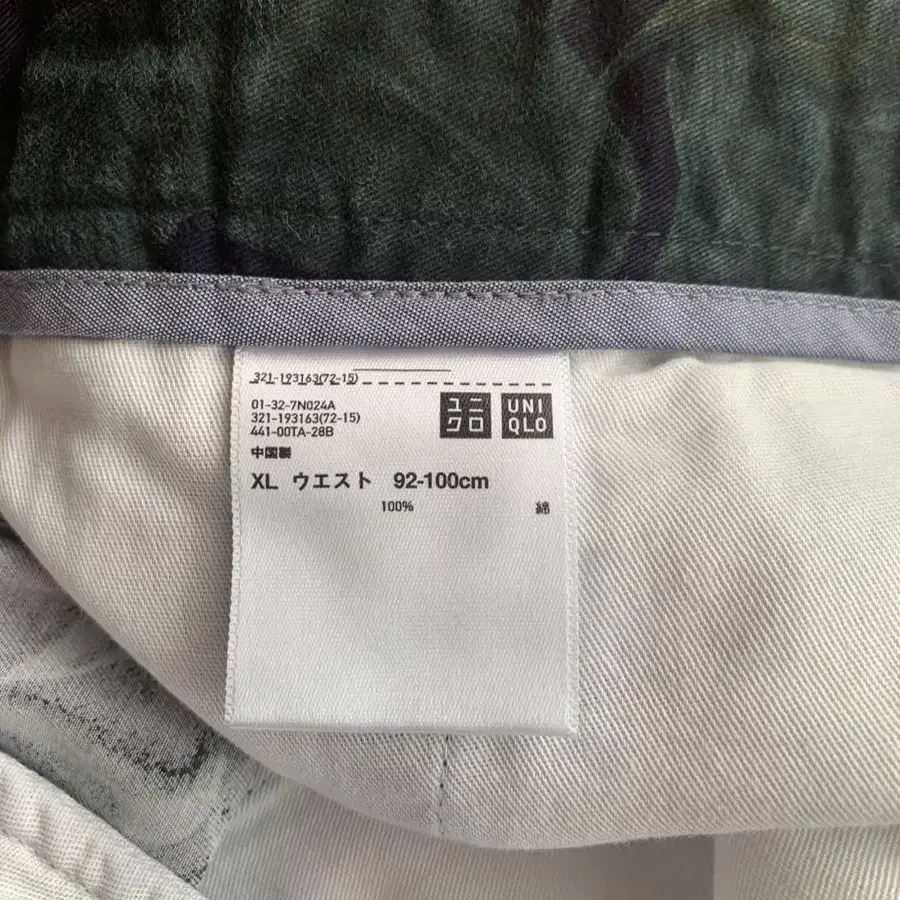 321-193163(72-15)
01-32-7N024A
321-193163(72-15)
441-00TA-28B
中国製
ユニクロ
UNIQLO
XL ウエスト 92-100cm
100% 綿